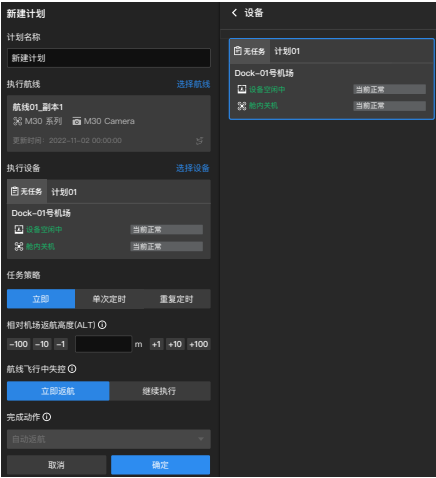 新建计划
计划名称
新建计划
执行航线
选择航线
航线01_副本1
M30 系列
M30 Camera
更新时间：2022-11-02 00:00:00
执行设备
选择设备
无任务
计划01
Dock-01号机场
设备空闲中
当前正常
舱内关机
当前正常
任务策略
立即
单次定时
重复定时
相对机场返航高度(ALT)
-100 -10 -1
m
+1 +10 +100
航线飞行中失控
立即返航
继续执行
完成动作
自动返航
取消
确定
设备
无任务
计划01
Dock-01号机场
设备空闲中
当前正常
舱内关机
当前正常